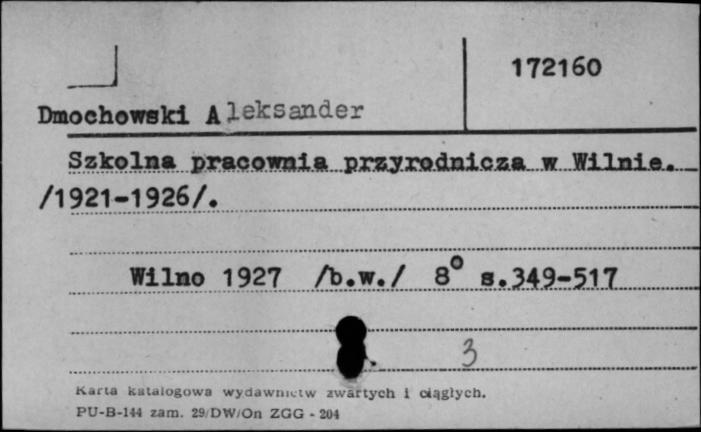 172160
Dmochowski Aleksander
Szkolna pracownia przyrodnicza w Wilnie.
/1921-1926/.
Wilno 1927 /b.w./ 8° s.349-517
3
Karta katalogowa wydawnictw zwartych i ciągłych.
PU-B-144 zam. 29/DW/On ZGG - 204